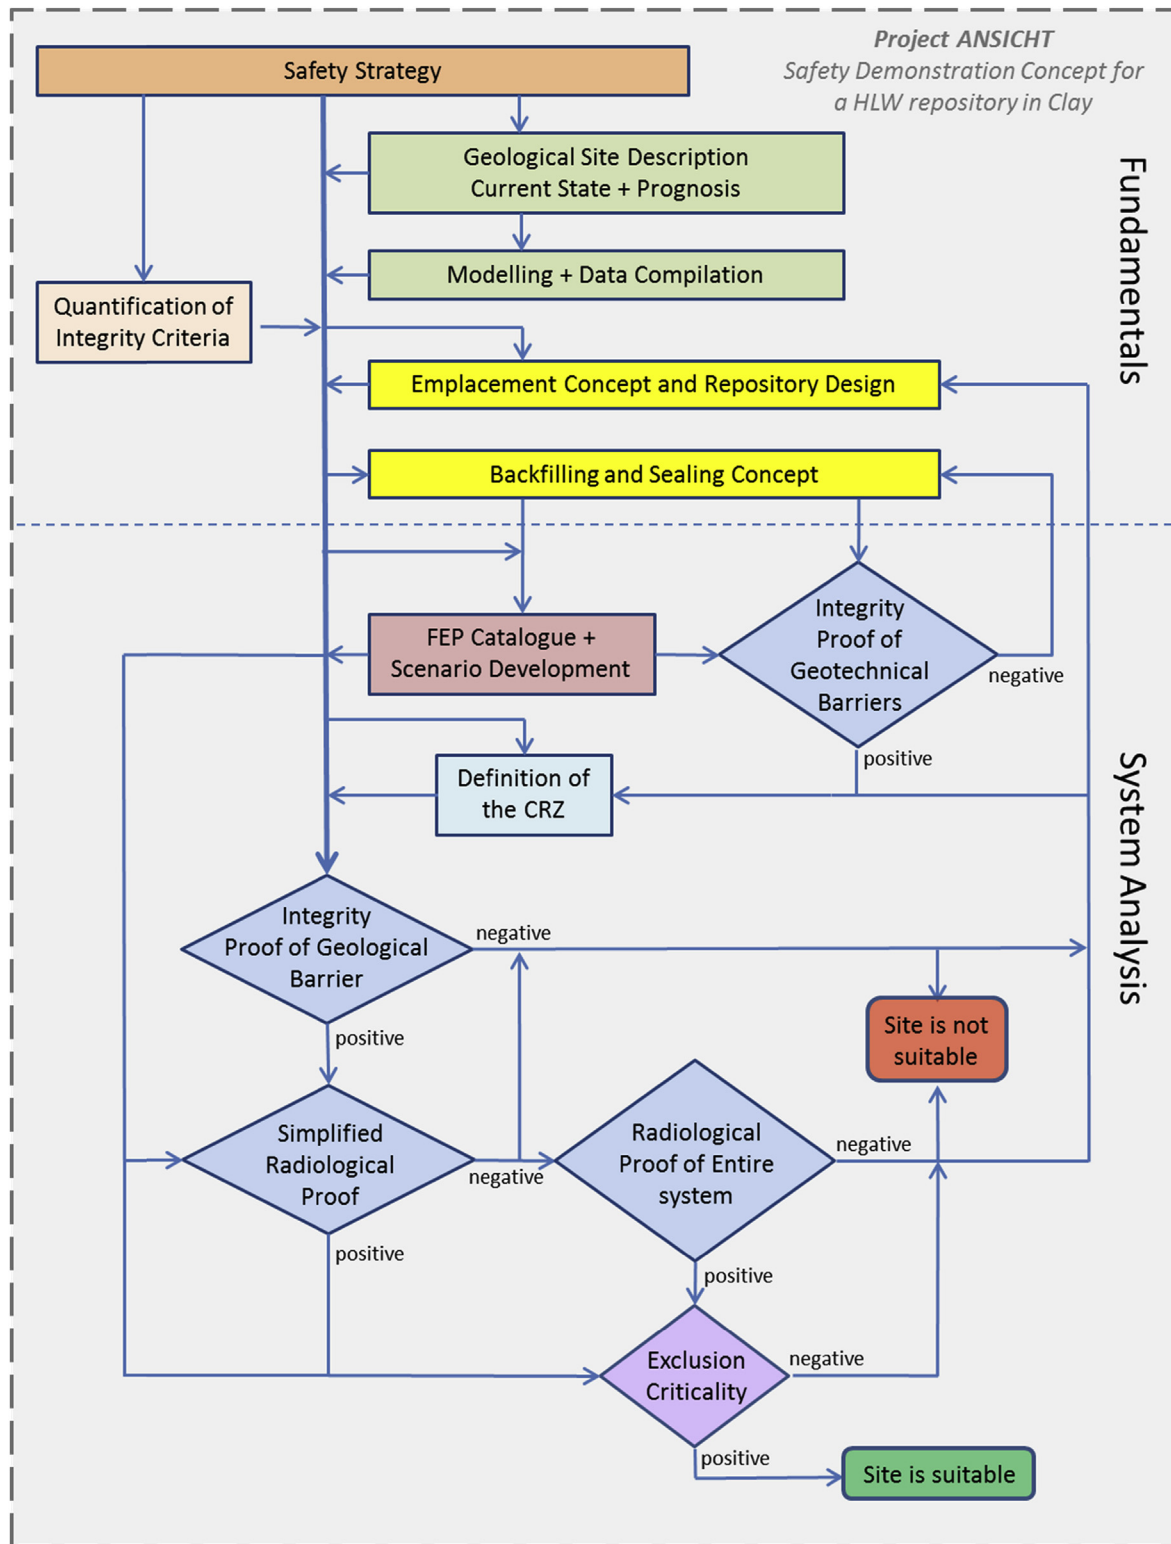 Project ANSICHT
Safety Demonstration Concept for
a HLW repository in Clay
Safety Strategy
Geological Site Description
Current State + Prognosis
Fundamentals
Modelling + Data Compilation
Quantification of
Integrity Criteria
Emplacement Concept and Repository Design
Backfilling and Sealing Concept
Integrity
Proof of
Geotechnical
Barriers
FEP Catalogue +
Scenario Development
negative
positive
Definition of
the CRZ
System Analysis
Integrity
Proof of Geological
Barrier
negative
positive
Site is not
suitable
Simplified
Radiological
Proof
negative
positive
Radiological
Proof of Entire
system
negative
positive
Exclusion
Criticality
negative
positive
Site is suitable